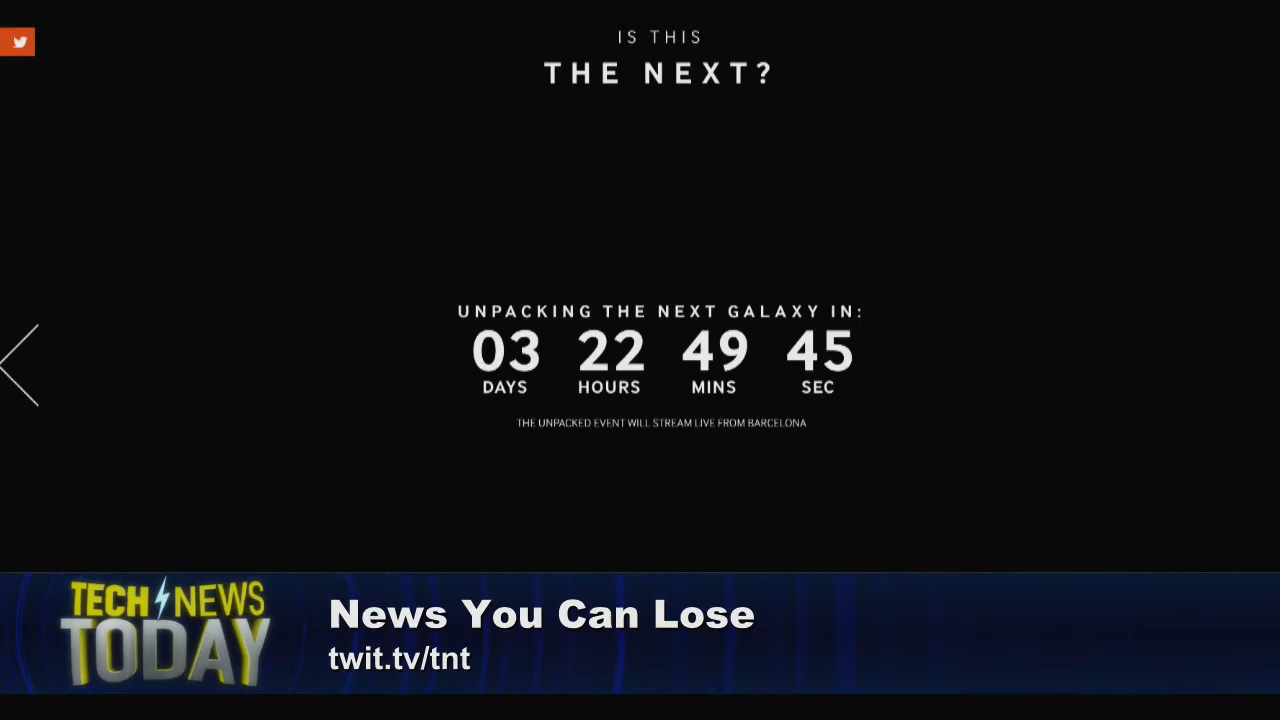 IS THIS
THE NEXT?
UNPACKING THE NEXT GALAXY IN:
03 22 49 45
DAYS HOURS MINS SEC
THE UNPACKED EVENT WILL STREAM LIVE FROM BARCELONA
TECH NEWS
TODAY
News You Can Lose
twit.tv/tnt